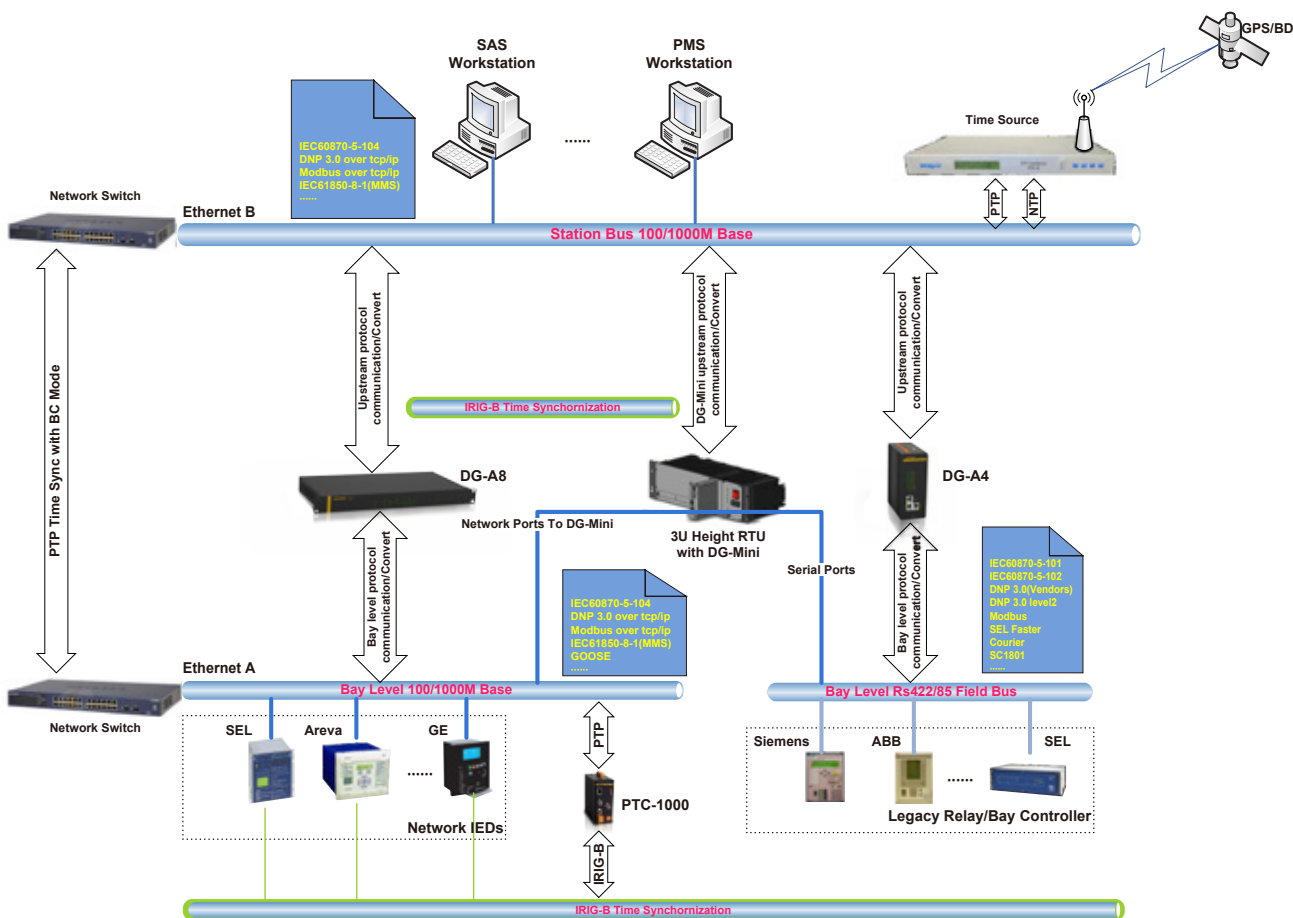 SAS
Workstation
PMS
Workstation
GPS/BD
......
Time Source
IEC60870-5-104
DNP 3.0 over tcp/ip
Modbus over tcp/ip
IEC61850-8-1(MMS)
......
PTP
NTP
Network Switch
Ethernet B
Station Bus 100/1000M Base
PTP Time Sync with BC Mode
Upstream protocol
communication/Convert
DG-Mini upstream protocol
communication/Convert
Upstream protocol
communication/Convert
IRIG-B Time Synchornization
DG-A8
DG-A4
Network Ports To DG-Mini
3U Height RTU
with DG-Mini
Serial Ports
Bay level protocol
communication/Convert
IEC60870-5-104
DNP 3.0 over tcp/ip
Modbus over tcp/ip
IEC61850-8-1(MMS)
GOOSE
......
Bay level protocol
communication/Convert
IEC60870-5-101
IEC60870-5-102
DNP 3.0(Vendors)
DNP 3.0 level2
Modbus
SEL Faster
Courier
SC1801
......
Ethernet A
Bay Level 100/1000M Base
Bay Level Rs422/85 Field Bus
Network Switch
SEL
Areva
GE
......
Network IEDs
PTP
PTC-1000
IRIG-B
Siemens
ABB
SEL
......
Legacy Relay/Bay Controller
IRIG-B Time Synchornization